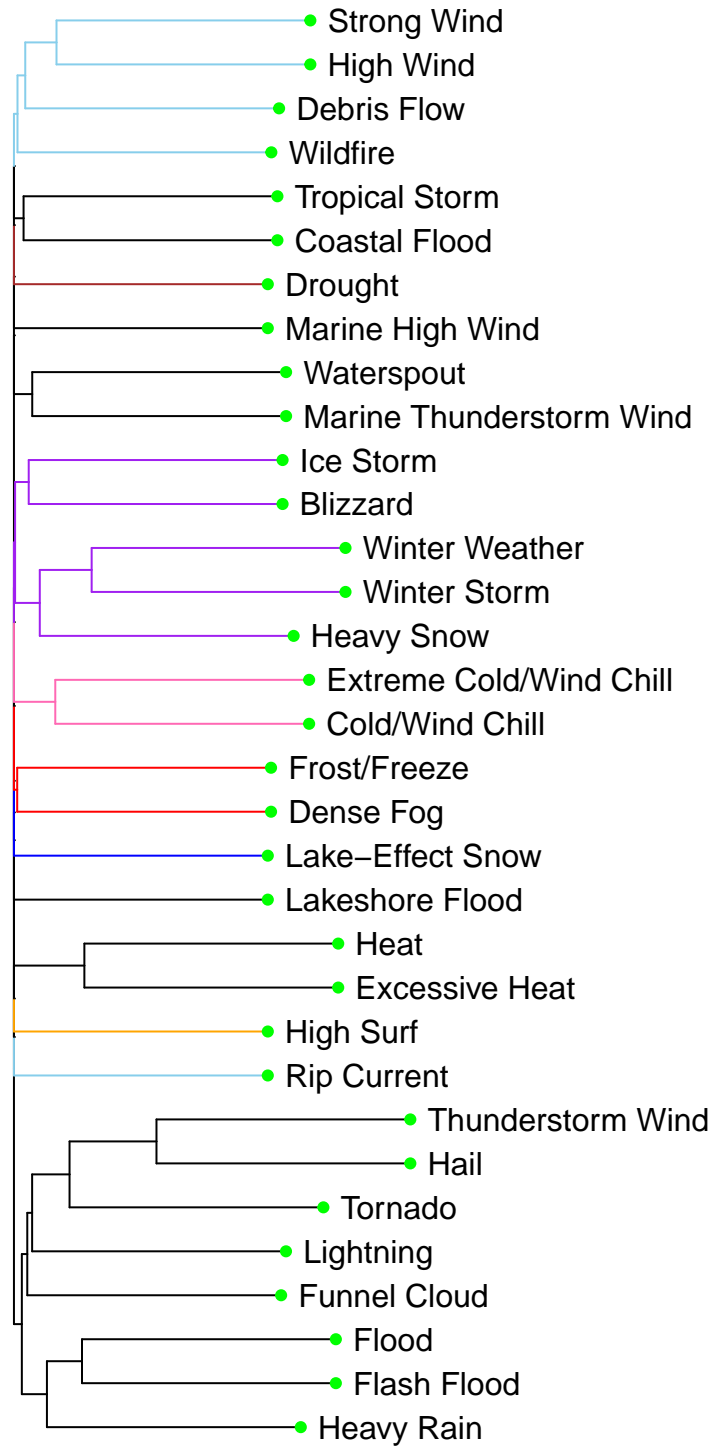 Strong Wind
High Wind
Debris Flow
Wildfire
Tropical Storm
Coastal Flood
Drought
Marine High Wind
Waterspout
Marine Thunderstorm Wind
Ice Storm
Blizzard
Winter Weather
Winter Storm
Heavy Snow
Extreme Cold/Wind Chill
Cold/Wind Chill
Frost/Freeze
Dense Fog
Lake−Effect Snow
Lakeshore Flood
Heat
Excessive Heat
High Surf
Rip Current
Thunderstorm Wind
Hail
Tornado
Lightning
Funnel Cloud
Flood
Flash Flood
Heavy Rain